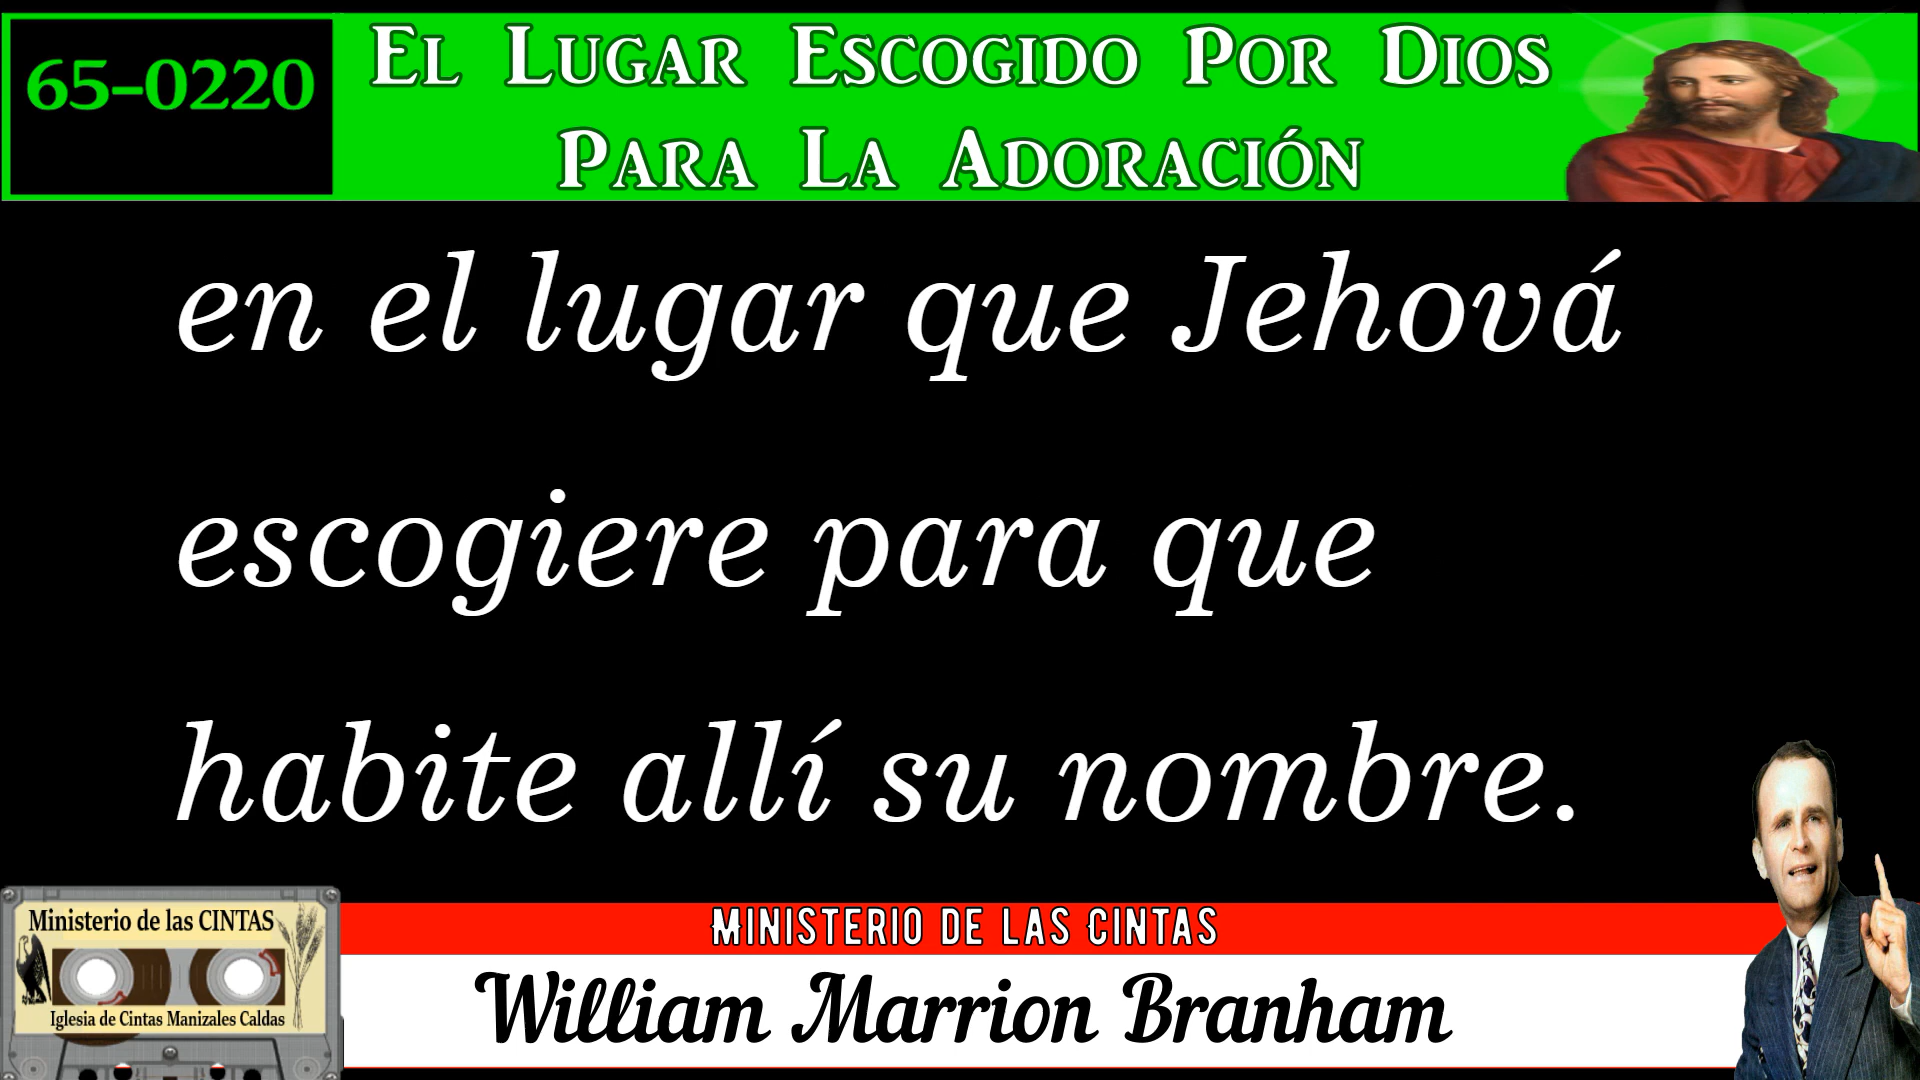 65-0220
El Lugar Escogido Por Dios
Para La Adoración
en el lugar que Jehová
escogiere para que
habite allí su nombre.
Ministerio de las CINTAS
Iglesia de Cintas Manizales Caldas
MINISTERIO DE LAS CINTAS
William Marrion Branham